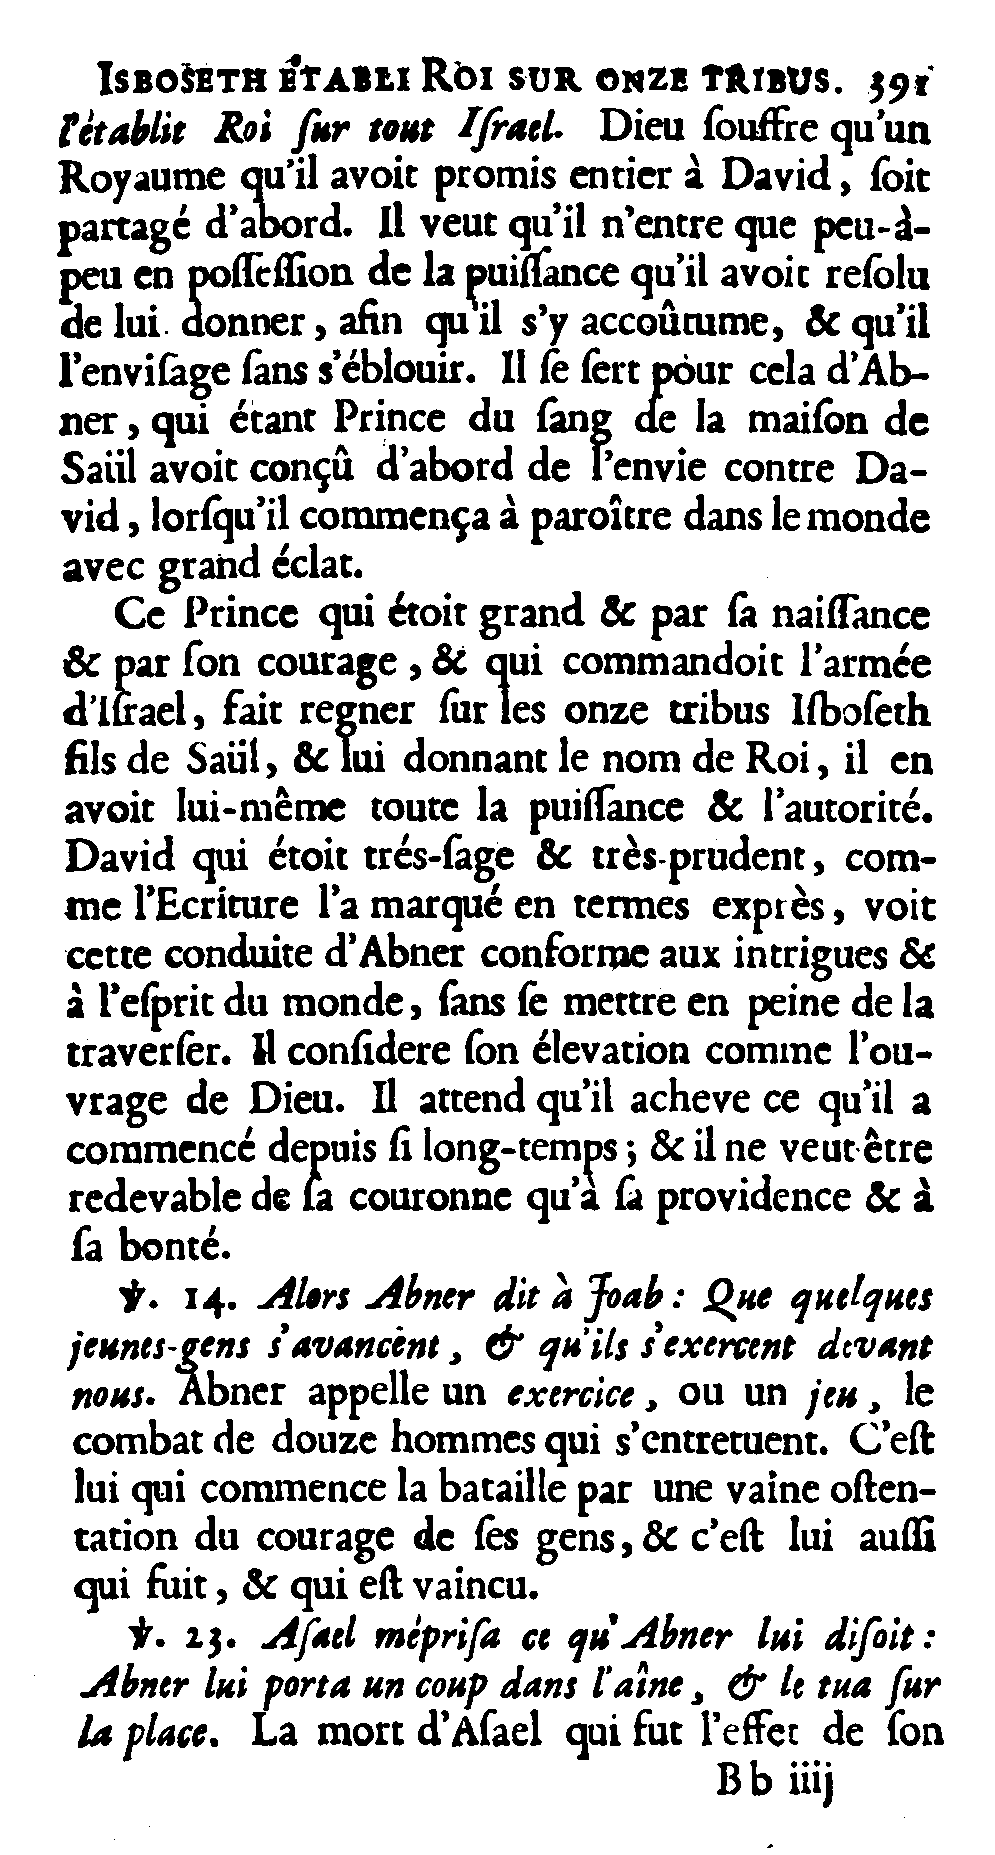 ISBOSETH ÉTABLI ROI SUR ONZE TRIBUS. 391
l'établit Roi ſur tout Iſrael. Dieu ſouffre qu'un
Royaume qu'il avoit promis entier à David, ſoit
partagé d'abord. Il veut qu'il n'entre que peu-à-
peu en poſſeſſion de la puiſſance qu'il avoit reſolu
de lui donner, afin qu'il s'y accoûtume, & qu'il
l'enviſage ſans s'éblouir. Il ſe ſert pour cela d'Ab-
ner, qui étant Prince du ſang de la maiſon de
Saül avoit conçû d'abord de l'envie contre Da-
vid, lorſqu'il commença à paroître dans le monde
avec grand éclat.
Ce Prince qui étoit grand & par ſa naiſſance
& par ſon courage, & qui commandoit l'armée
d'Iſrael, fait regner ſur les onze tribus Iſboſeth
fils de Saül, & lui donnant le nom de Roi, il en
avoit lui-même toute la puiſſance & l'autorité.
David qui étoit trés-ſage & très-prudent, com-
me l'Ecriture l'a marqué en termes exprès, voit
cette conduite d'Abner conforme aux intrigues &
à l'eſprit du monde, ſans ſe mettre en peine de la
traverſer. Il conſidere ſon élevation comme l'ou-
vrage de Dieu. Il attend qu'il acheve ce qu'il a
commencé depuis ſi long-temps; & il ne veut être
redevable de ſa couronne qu'à ſa providence & à
ſa bonté.
℣. 14. Alors Abner dit à Joab: Que quelques
jeunes-gens s'avancent, & qu'ils s'exercent devant
nous. Abner appelle un exercice, ou un jeu, le
combat de douze hommes qui s'entretuent. C'eſt
lui qui commence la bataille par une vaine oſten-
tation du courage de ſes gens, & c'eſt lui auſſi
qui fuit, & qui eſt vaincu.
℣. 23. Aſael mépriſa ce qu'Abner lui diſoit:
Abner lui porta un coup dans l'aîne, & le tua ſur
la place. La mort d'Aſael qui fut l'effet de ſon
Bb iiij